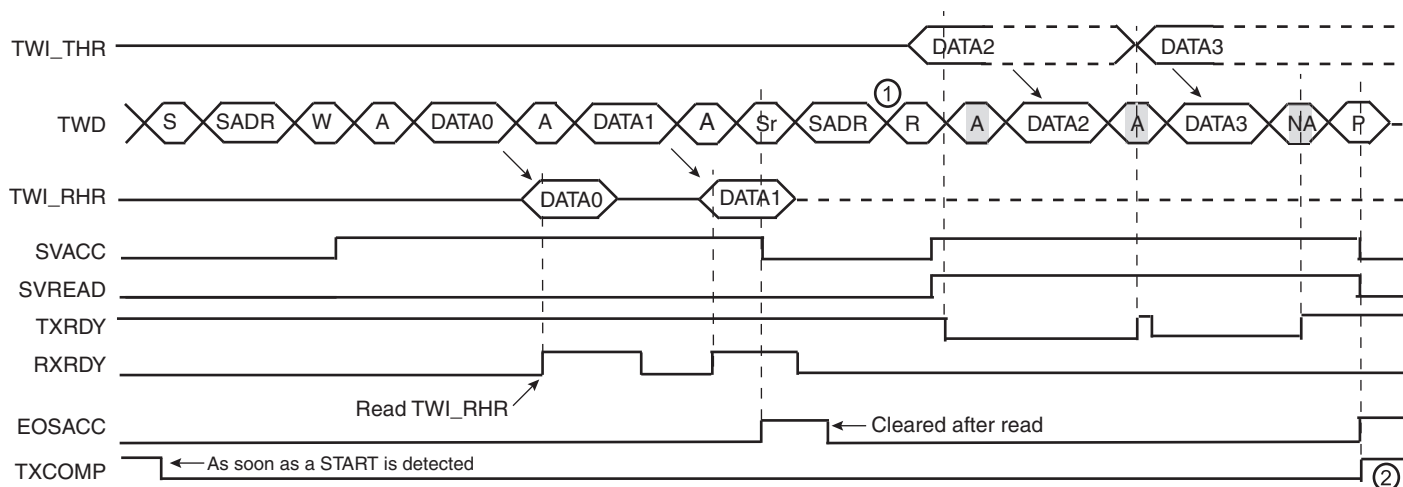 TWI_THR DATA2 DATA3
①
TWD S SADR W A DATA0 A DATA1 A Sr SADR R A DATA2 A DATA3 NA P
TWI_RHR DATA0 DATA1
SVACC
SVREAD
TXRDY
RXRDY
Read TWI_RHR
EOSACC Cleared after read
TXCOMP As soon as a START is detected ②